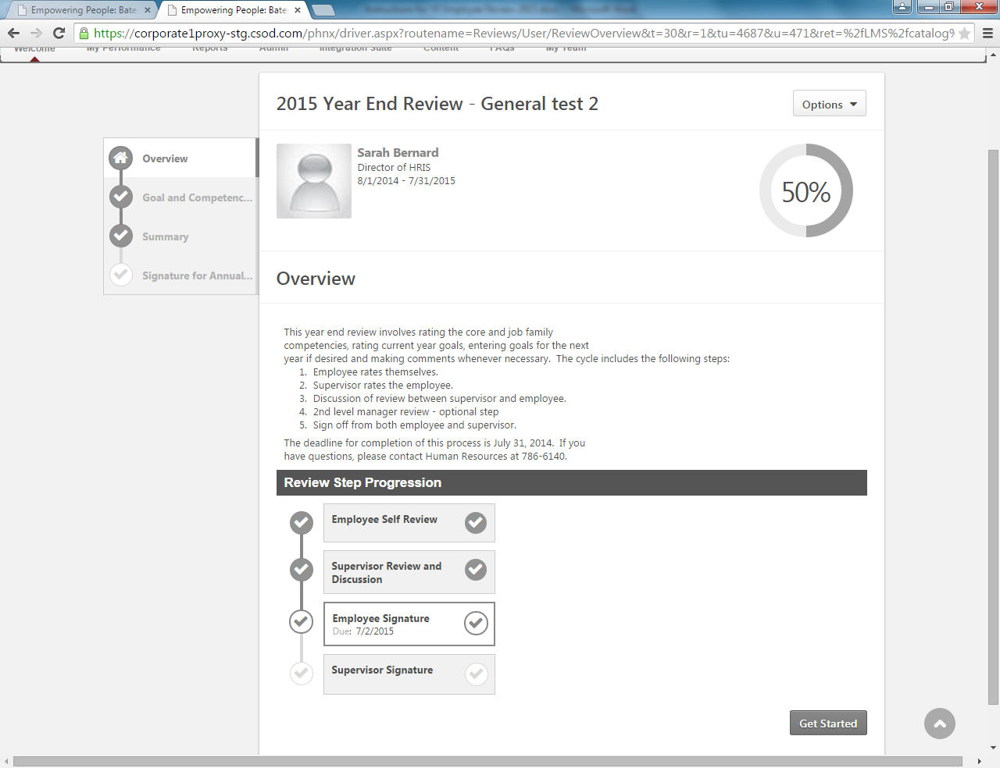 Empowering People: Bate
Empowering People: Bate
https://corporate1proxy-stg.csod.com/phnx/driver.aspx?routename=Reviews/User/ReviewOverview&t=30&r=1&tu=4687&u=471&ret=%2fLMS%2fcatalog%
Welcome My Performance Reports Admin Integration Suite Content FAQs My Team
2015 Year End Review - General test 2
Options
Overview
Goal and Competenc...
Summary
Signature for Annual...
Sarah Bernard
Director of HRIS
8/1/2014 - 7/31/2015
50%
Overview
This year end review involves rating the core and job family
competencies, rating current year goals, entering goals for the next
year if desired and making comments whenever necessary.  The cycle includes the following steps:
1. Employee rates themselves.
2. Supervisor rates the employee.
3. Discussion of review between supervisor and employee.
4. 2nd level manager review - optional step
5. Sign off from both employee and supervisor.
The deadline for completion of this process is July 31, 2014.  If you
have questions, please contact Human Resources at 786-6140.
Review Step Progression
Employee Self Review
Supervisor Review and
Discussion
Employee Signature
Due: 7/2/2015
Supervisor Signature
Get Started